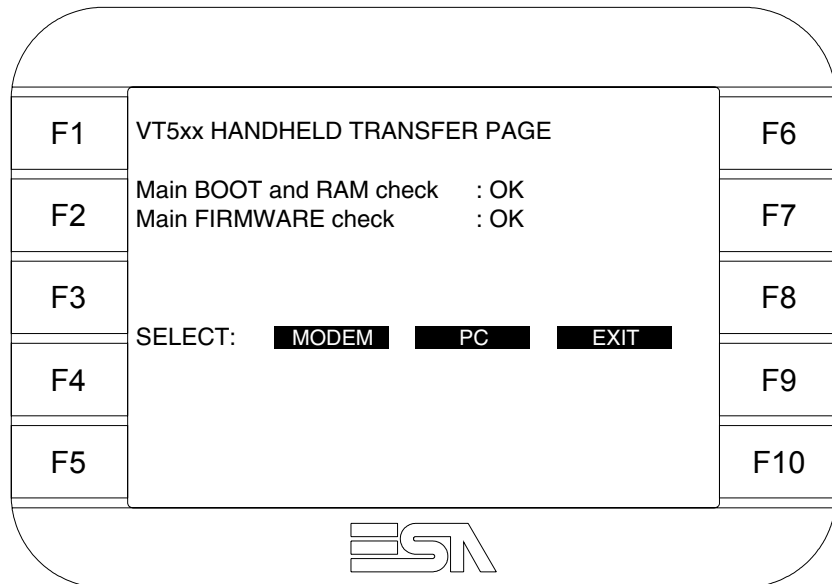 F1
F2
F3
F4
F5
VT5xx HANDHELD TRANSFER PAGE
Main BOOT and RAM check : OK
Main FIRMWARE check : OK
SELECT: MODEM PC EXIT
F6
F7
F8
F9
F10
ESA